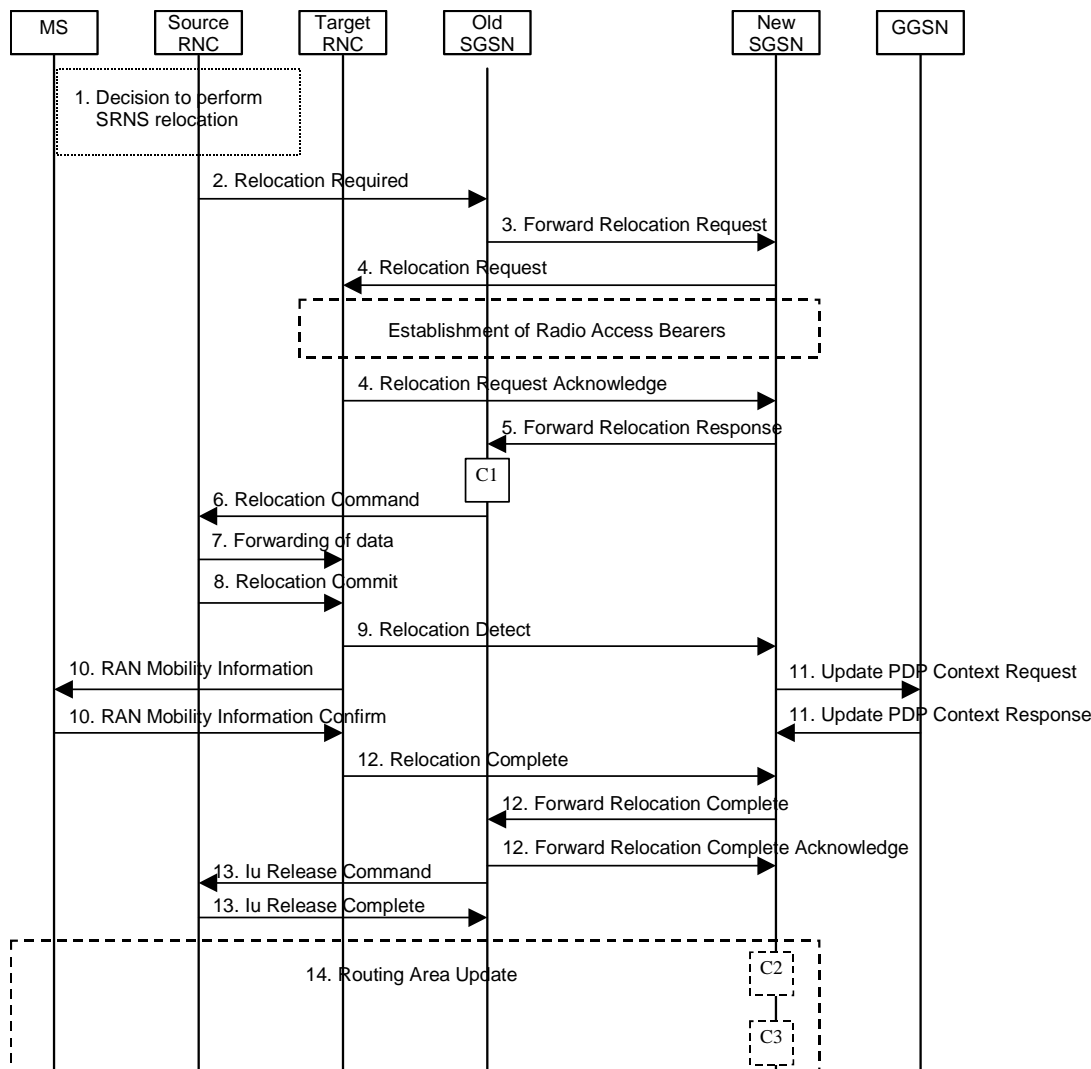 MS
Source
RNC
Target
RNC
Old
SGSN
New
SGSN
GGSN
1. Decision to perform
SRNS relocation
2. Relocation Required
3. Forward Relocation Request
4. Relocation Request
Establishment of Radio Access Bearers
4. Relocation Request Acknowledge
5. Forward Relocation Response
C1
6. Relocation Command
7. Forwarding of data
8. Relocation Commit
9. Relocation Detect
10. RAN Mobility Information
11. Update PDP Context Request
10. RAN Mobility Information Confirm
11. Update PDP Context Response
12. Relocation Complete
12. Forward Relocation Complete
12. Forward Relocation Complete Acknowledge
13. Iu Release Command
13. Iu Release Complete
14. Routing Area Update
C2
C3